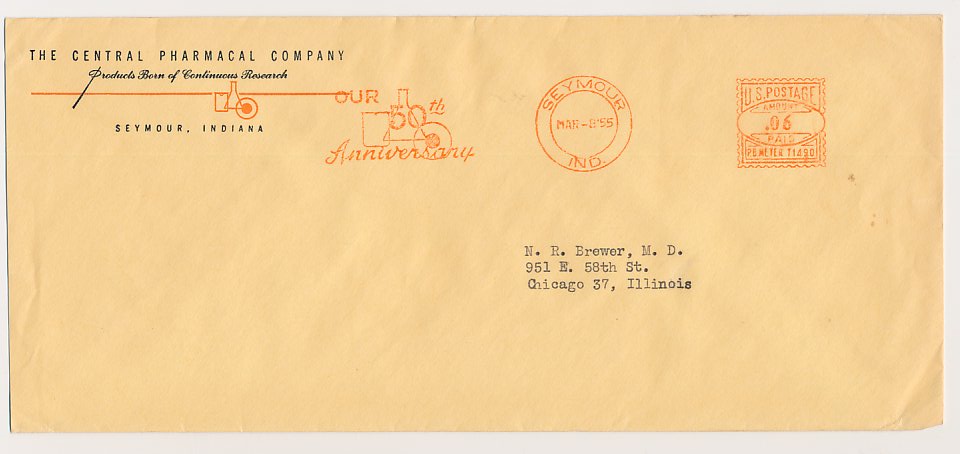 THE CENTRAL PHARMACAL COMPANY
Products Born of Continuous Research
SEYMOUR, INDIANA
OUR 50th
Anniversary
SEYMOUR
MAR-8'55
IND.
U.S. POSTAGE
AMOUNT
.06
PAID
PB METER 711490
N. R. Brewer, M. D.
951 E. 58th St.
Chicago 37, Illinois